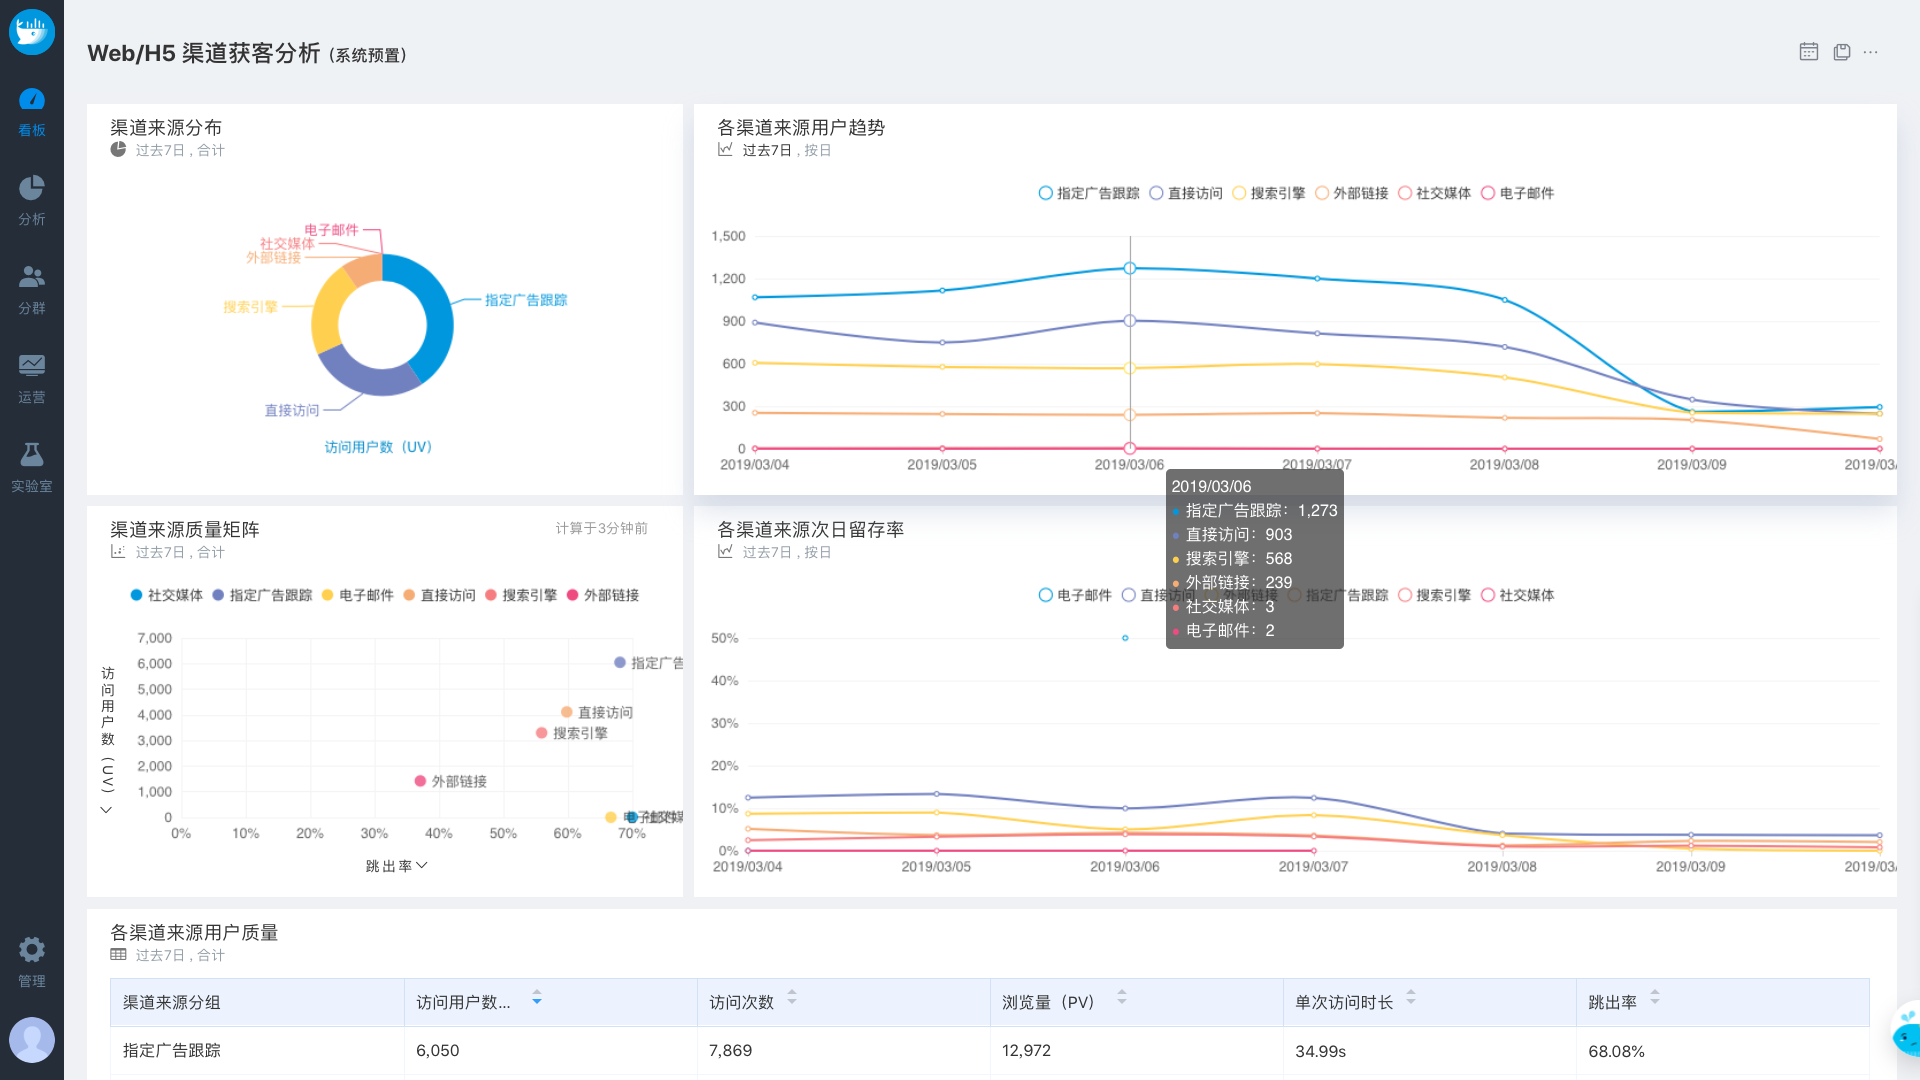 Web/H5 渠道获客分析 (系统预置)
看板
分析
分群
运营
实验室
管理
渠道来源分布
过去7日 , 合计
电子邮件
社交媒体
外部链接
搜索引擎
指定广告跟踪
直接访问
访问用户数（UV）
各渠道来源用户趋势
过去7日 , 按日
指定广告跟踪 直接访问 搜索引擎 外部链接 社交媒体 电子邮件
1,500
1,200
900
600
300
0
2019/03/04 2019/03/05 2019/03/06 2019/03/07 2019/03/08 2019/03/09 2019/03/
2019/03/06
指定广告跟踪：1,273
直接访问：903
搜索引擎：568
外部链接：239
社交媒体：3
电子邮件：2
渠道来源质量矩阵
计算于3分钟前
过去7日 , 合计
社交媒体 指定广告跟踪 电子邮件 直接访问 搜索引擎 外部链接
访问用户数（UV）
7,000
6,000
5,000
4,000
3,000
2,000
1,000
0
指定广告
直接访问
搜索引擎
外部链接
0% 10% 20% 30% 40% 50% 60% 70%
跳出率
各渠道来源次日留存率
过去7日 , 按日
电子邮件 直接访问 外部链接 指定广告跟踪 搜索引擎 社交媒体
50%
40%
30%
20%
10%
0%
2019/03/04 2019/03/05 2019/03/06 2019/03/07 2019/03/08 2019/03/09 2019/03/
各渠道来源用户质量
过去7日 , 合计
渠道来源分组 访问用户数... 访问次数 浏览量（PV） 单次访问时长 跳出率
指定广告跟踪 6,050 7,869 12,972 34.99s 68.08%